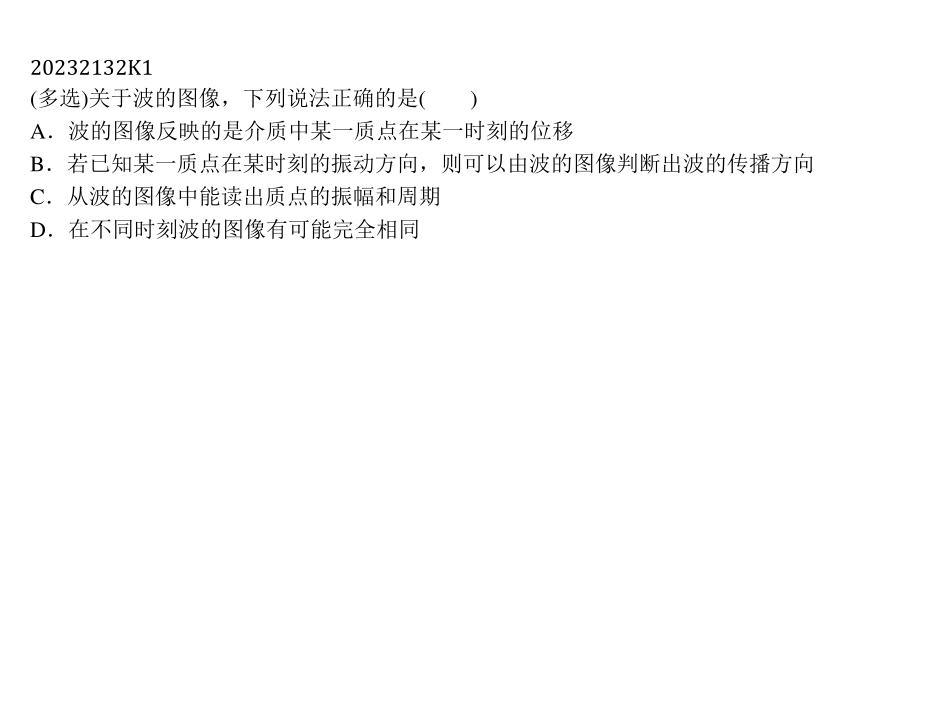 20232132K1
(多选)关于波的图像，下列说法正确的是(　　)
A．波的图像反映的是介质中某一质点在某一时刻的位移
B．若已知某一质点在某时刻的振动方向，则可以由波的图像判断出波的传播方向
C．从波的图像中能读出质点的振幅和周期
D．在不同时刻波的图像有可能完全相同